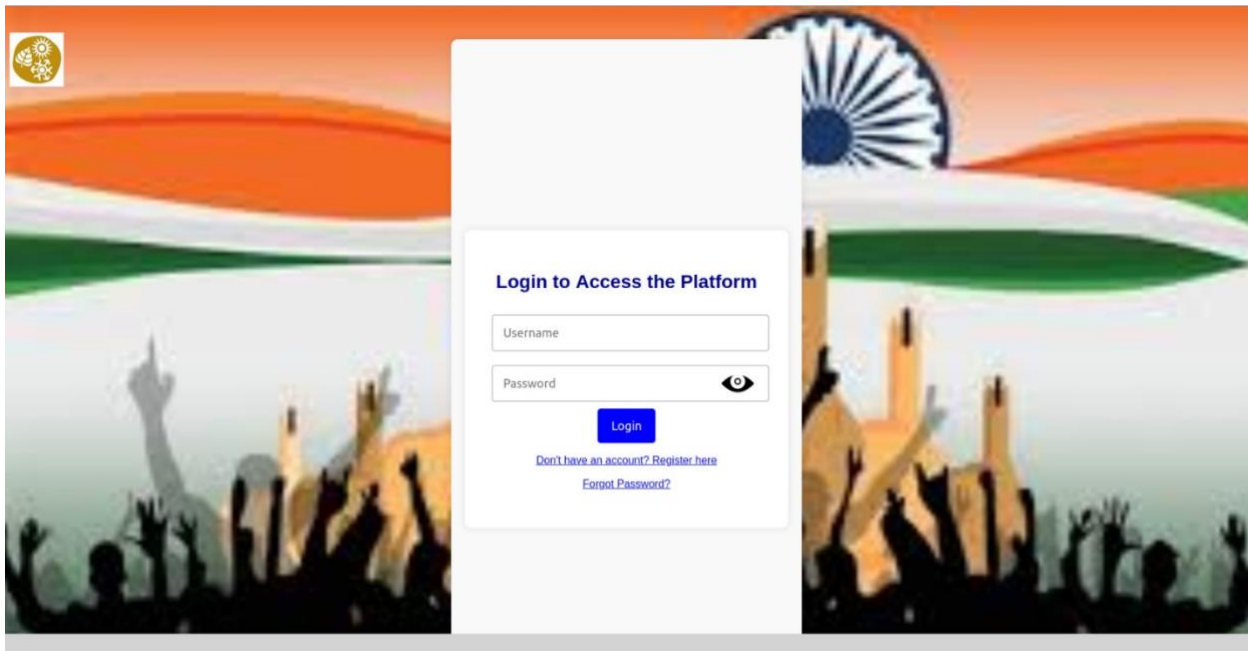 Login to Access the Platform
Username
Password
Login
Don't have an account? Register here
Forgot Password?